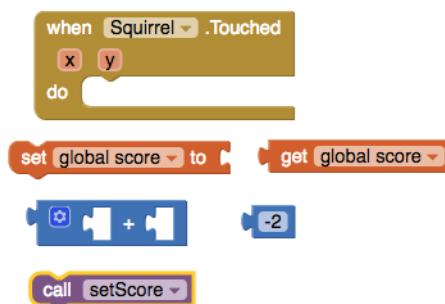 when Squirrel .Touched
x y
do
set global score to get global score
+ -2
call setScore